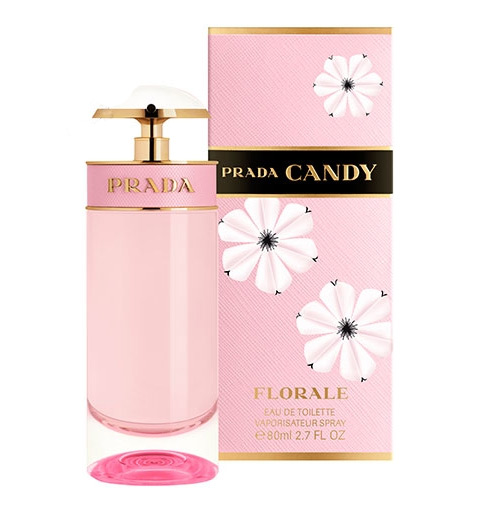 PRADA
PRADA CANDY
FLORALE
EAU DE TOILETTE
VAPORISATEUR SPRAY
℮80ml 2.7 FL OZ